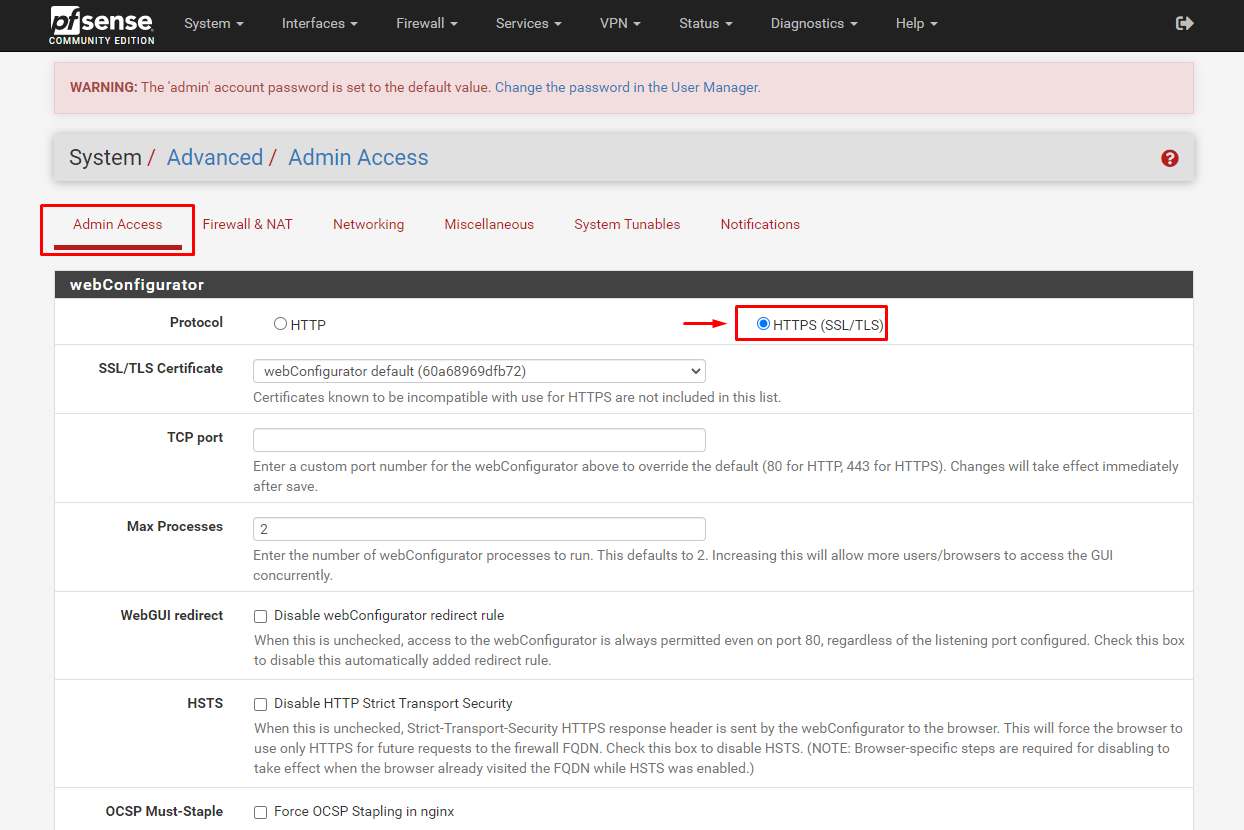 pfsense
COMMUNITY EDITION
System Interfaces Firewall Services VPN Status Diagnostics Help
WARNING: The 'admin' account password is set to the default value. Change the password in the User Manager.
System / Advanced / Admin Access
Admin Access Firewall & NAT Networking Miscellaneous System Tunables Notifications
webConfigurator
Protocol HTTP HTTPS (SSL/TLS)
SSL/TLS Certificate webConfigurator default (60a68969dfb72)
Certificates known to be incompatible with use for HTTPS are not included in this list.
TCP port
Enter a custom port number for the webConfigurator above to override the default (80 for HTTP, 443 for HTTPS). Changes will take effect immediately
after save.
Max Processes 2
Enter the number of webConfigurator processes to run. This defaults to 2. Increasing this will allow more users/browsers to access the GUI
concurrently.
WebGUI redirect Disable webConfigurator redirect rule
When this is unchecked, access to the webConfigurator is always permitted even on port 80, regardless of the listening port configured. Check this box
to disable this automatically added redirect rule.
HSTS Disable HTTP Strict Transport Security
When this is unchecked, Strict-Transport-Security HTTPS response header is sent by the webConfigurator to the browser. This will force the browser to
use only HTTPS for future requests to the firewall FQDN. Check this box to disable HSTS. (NOTE: Browser-specific steps are required for disabling to
take effect when the browser already visited the FQDN while HSTS was enabled.)
OCSP Must-Staple Force OCSP Stapling in nginx